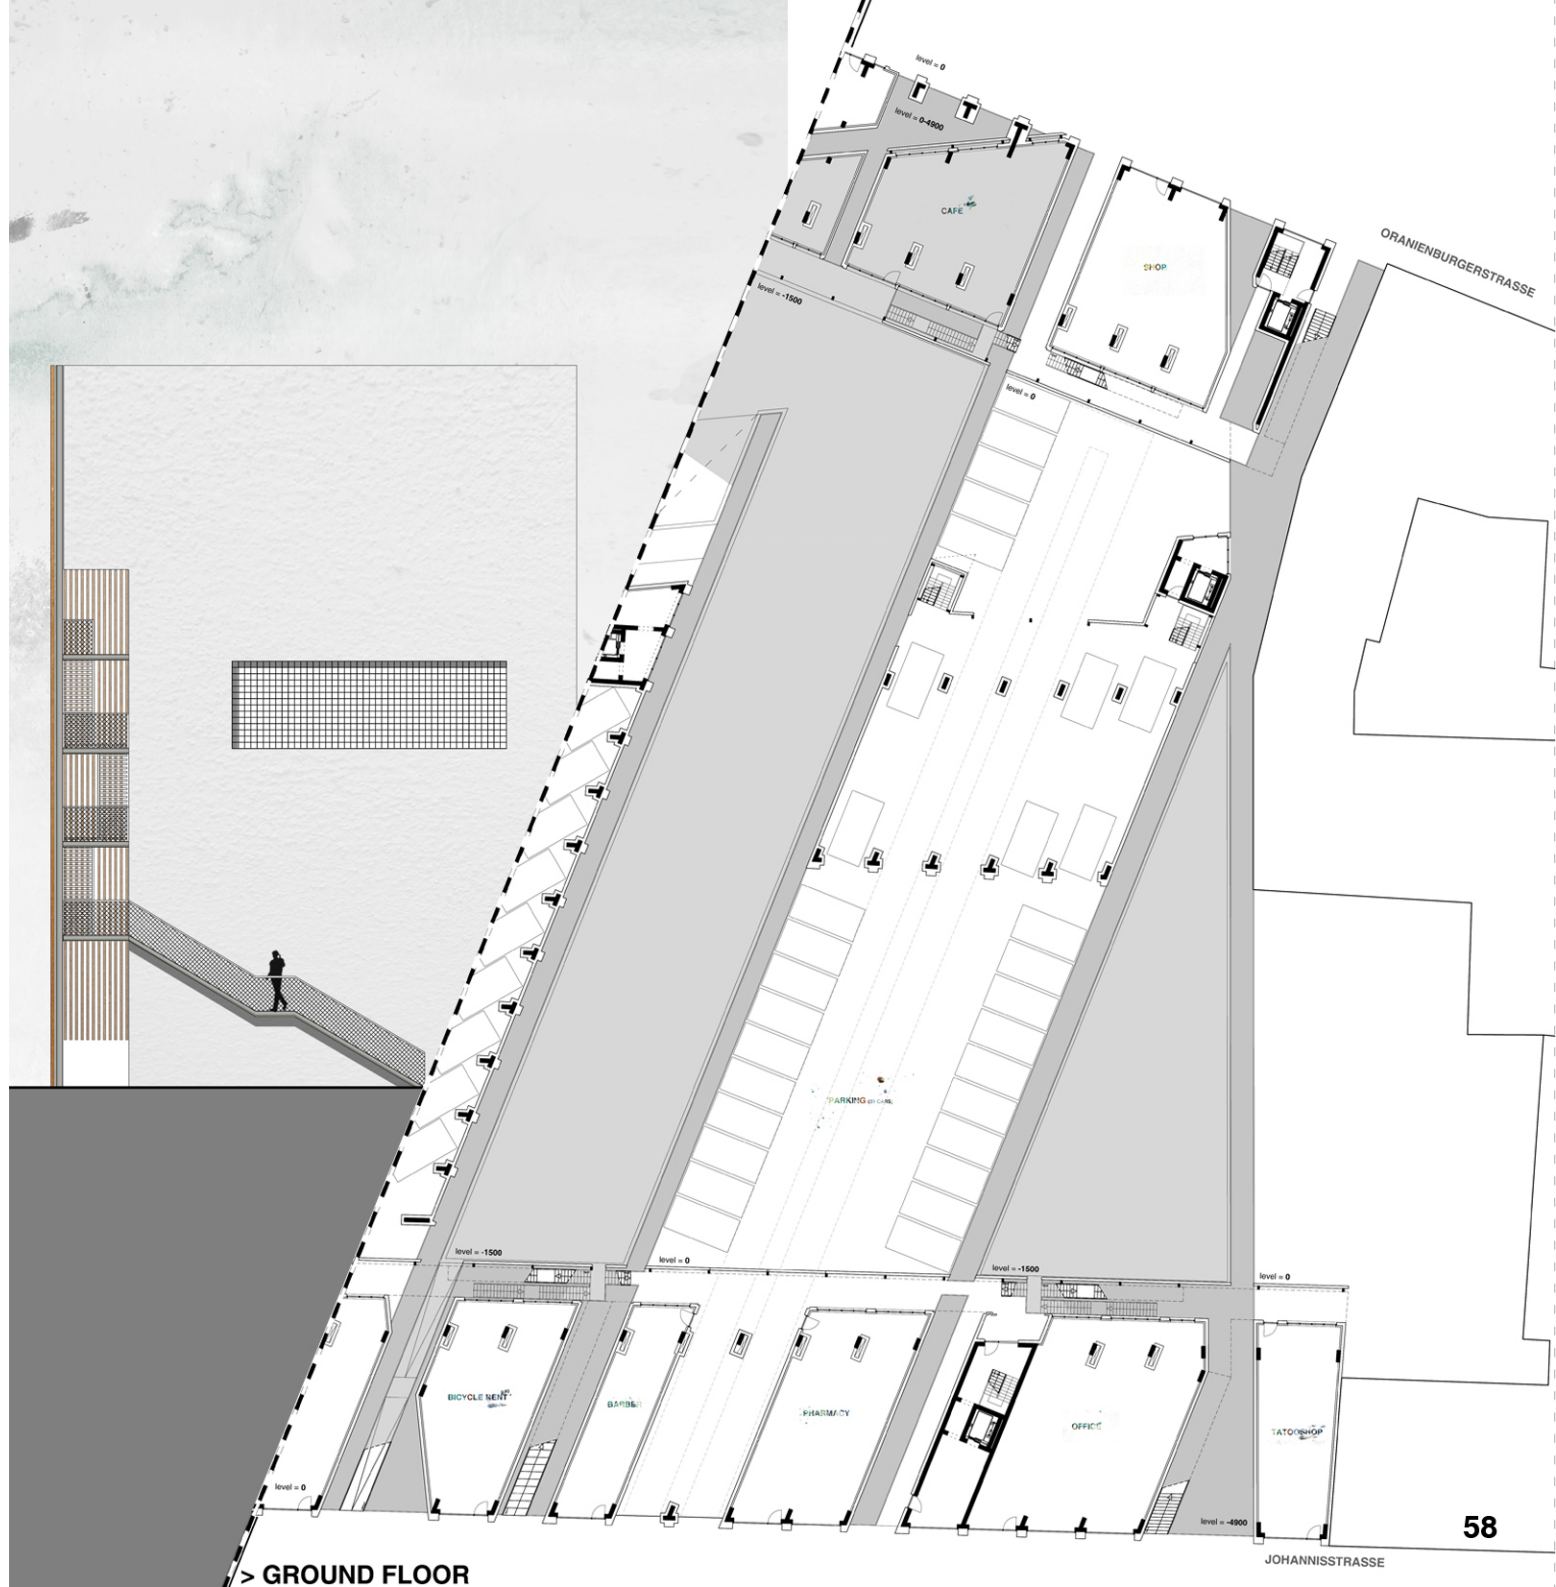 level = 0
level = 0-4900
CAFE
ORANIENBURGERSTRASSE
SHOP
level = -1500
level = 0
PARKING
level = -1500
level = 0
level = -1500
level = 0
BICYCLE RENT
BARBER
PHARMACY
OFFICE
TATOOSHOP
level = 0
level = -4900
58
JOHANNISSTRASSE
> GROUND FLOOR